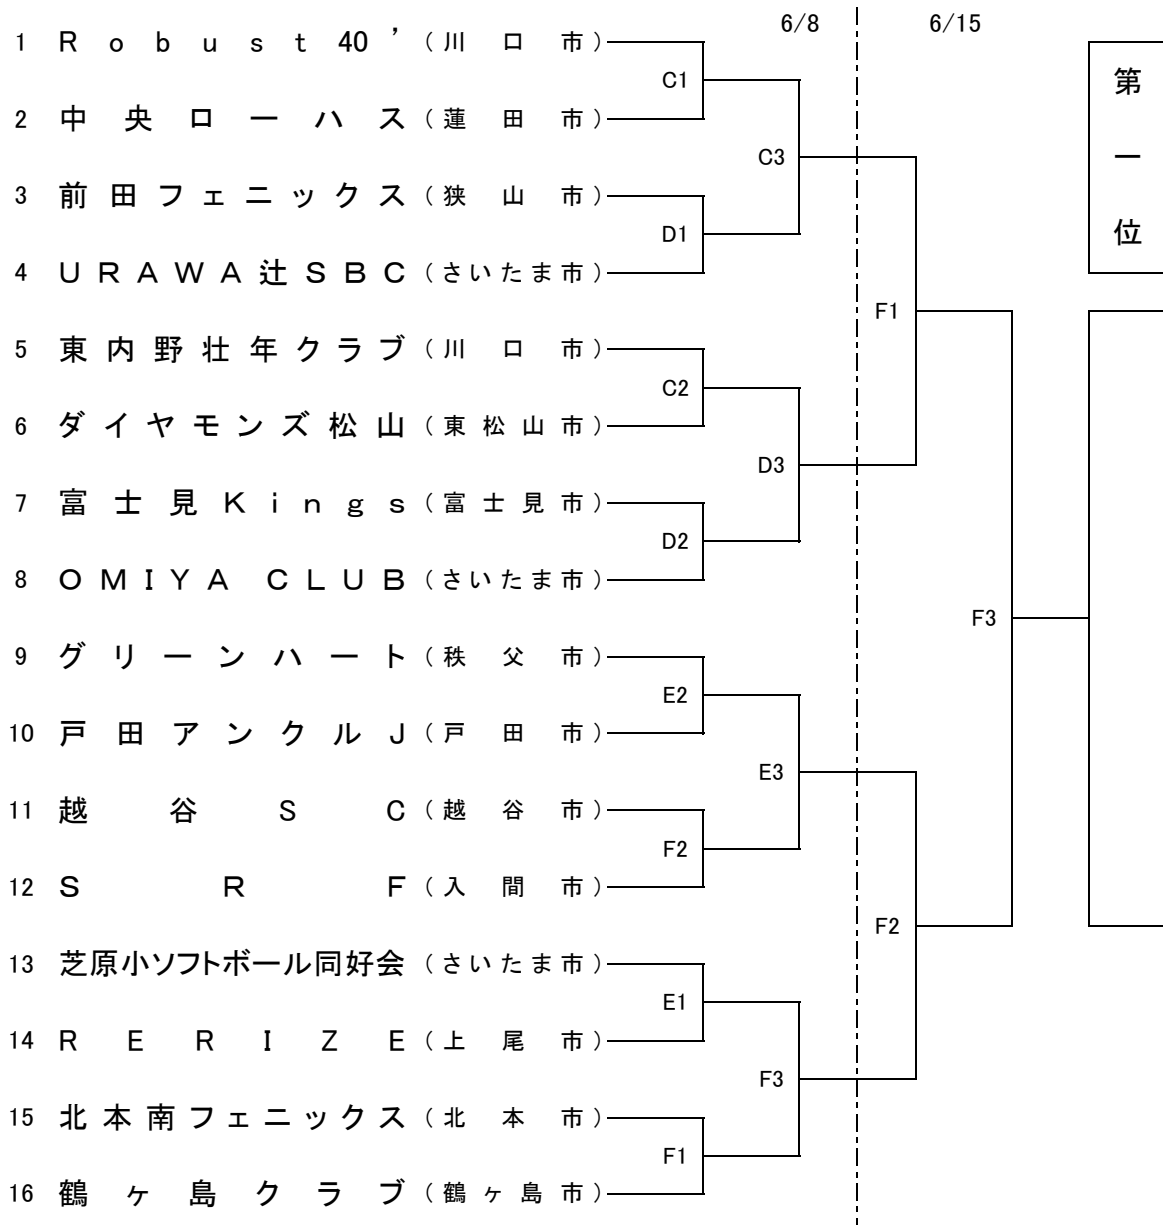 6/8 6/15
1 Robust40’(川口市)
C1
第一位
2 中央ローハス(蓮田市)
C3
3 前田フェニックス(狭山市)
D1
4 URAWA辻SBC(さいたま市)
F1
5 東内野壮年クラブ(川口市)
C2
6 ダイヤモンズ松山(東松山市)
D3
7 富士見Kings(富士見市)
D2
8 OMIYA CLUB(さいたま市)
F3
9 グリーンハート(秩父市)
E2
10 戸田アンクルJ(戸田市)
E3
11 越谷SC(越谷市)
F2
12 SRF(入間市)
F2
13 芝原小ソフトボール同好会(さいたま市)
E1
14 RERIZE(上尾市)
F3
15 北本南フェニックス(北本市)
F1
16 鶴ヶ島クラブ(鶴ヶ島市)